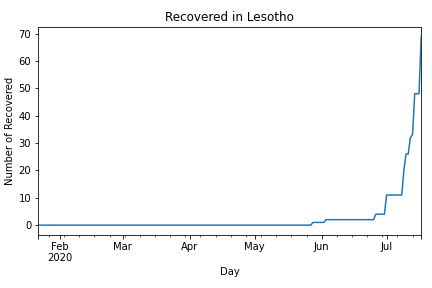 Recovered in Lesotho
Number of Recovered
70
60
50
40
30
20
10
0
Feb
2020
Mar
Apr
May
Jun
Jul
Day